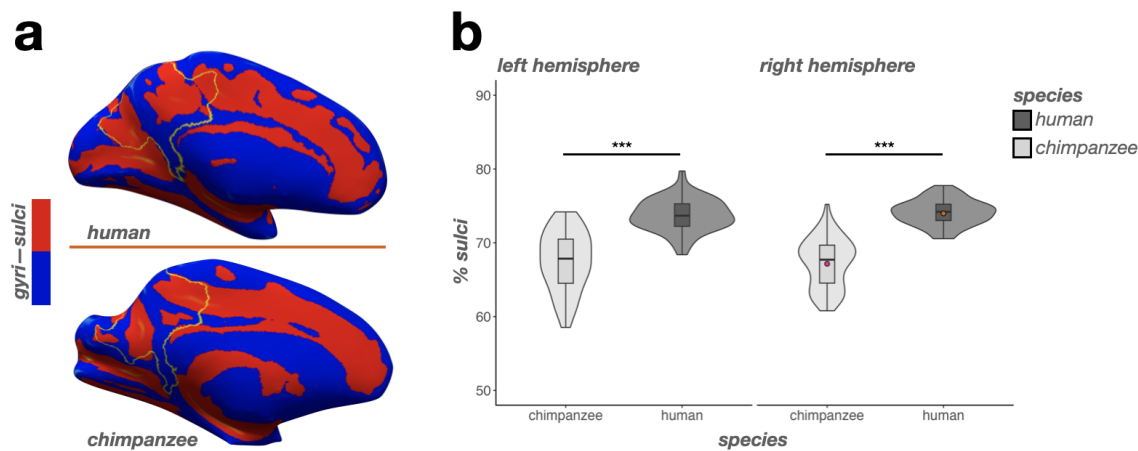 a
gyri—sulci
human
chimpanzee
b
left hemisphere
right hemisphere
% sulci
90
80
70
60
50
***
***
chimpanzee
human
chimpanzee
human
species
species
human
chimpanzee